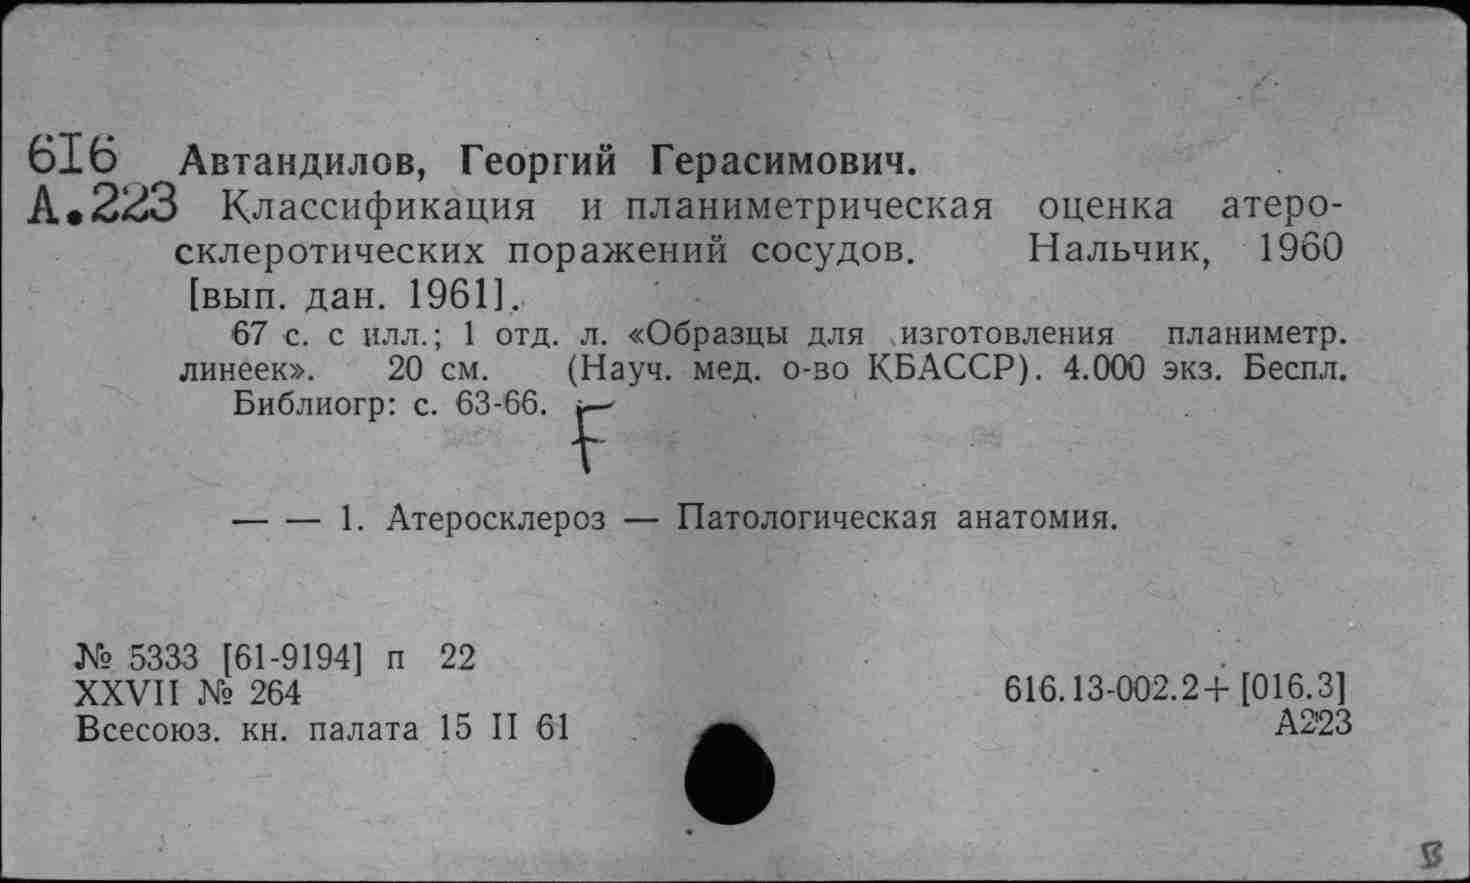 616 Автандилов, Георгий Герасимович.
А.223 Классификация и планиметрическая оценка атеро-
склеротических поражений сосудов. Нальчик, 1960
[вып. дан. 1961].
67 с. с илл.; 1 отд. л. «Образцы для изготовления планиметр.
линеек». 20 см. (Науч. мед. о-во КБАССР). 4.000 экз. Беспл.
Библиогр: с. 63-66.
— — 1. Атеросклероз — Патологическая анатомия.
№ 5333 [61-9194] п 22
XXVII № 264
Всесоюз. кн. палата 15 II 61
616.13-002.2+[016.3]
А223